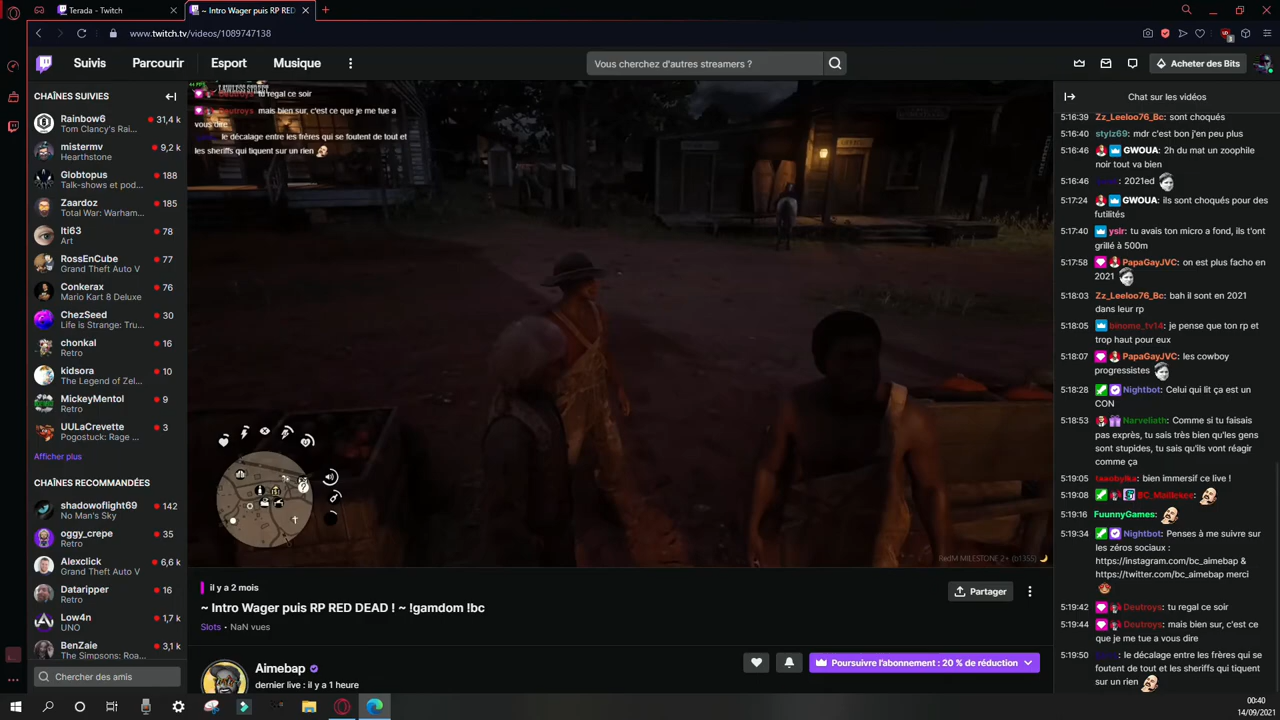 Terada - Twitch
~ Intro Wager puis RP RED
www.twitch.tv/videos/1089747138
Suivis
Parcourir
Esport
Musique
Vous cherchez d'autres streamers ?
Acheter des Bits
CHAÎNES SUIVIES
Rainbow6
31,4 k
Tom Clancy's Rai...
mistermv
9,2 k
Hearthstone
Globtopus
188
Talk-shows et pod...
Zaardoz
185
Total War: Warham...
Iti63
78
Art
RossEnCube
77
Grand Theft Auto V
Conkerax
76
Mario Kart 8 Deluxe
ChezSeed
30
Life is Strange: Tru...
chonkal
16
Retro
kidsora
10
The Legend of Zel...
MickeyMentol
9
Retro
UULaCrevette
3
Pogostuck: Rage ...
Afficher plus
CHAÎNES RECOMMANDÉES
shadowoflight69
142
No Man's Sky
oggy_crepe
35
Retro
Alexclick
6,6 k
Grand Theft Auto V
Dataripper
16
Retro
Low4n
1,7 k
UNO
BenZaie
3,1 k
The Simpsons: Roa...
Chercher des amis
LAWLESS STREET
Deutroys tu regal ce soir
Deutroys mais bien sur, c'est ce que je me tue a
vous dire
le décalage entre les frères qui se foutent de tout et
les sheriffs qui tiquent sur un rien
RedM MILESTONE 2+ (b1355)
il y a 2 mois
Partager
~ Intro Wager puis RP RED DEAD ! ~ !gamdom !bc
Slots · NaN vues
Aimebap
dernier live : il y a 1 heure
Poursuivre l'abonnement : 20 % de réduction
Chat sur les vidéos
5:16:39 Zz_Leeloo76_Bc: sont choqués
5:16:40 stylz69: mdr c'est bon j'en peu plus
5:16:46 GWOUA: 2h du mat un zoophile
noir tout va bien
5:16:46 : 2021ed
5:17:24 GWOUA: ils sont choqués pour des
futilités
5:17:40 yslr: tu avais ton micro a fond, ils t'ont
grillé à 500m
5:17:58 PapaGayJVC: on est plus facho en
2021
5:18:03 Zz_Leeloo76_Bc: bah il sont en 2021
dans leur rp
5:18:05 binome_tv14: je pense que ton rp et
trop haut pour eux
5:18:07 PapaGayJVC: les cowboy
progressistes
5:18:28 Nightbot: Celui qui lit ça est un
CON
5:18:53 Narveliath: Comme si tu faisais
pas exprès, tu sais très bien qu'les gens
sont stupides, tu sais qu'ils vont réagir
comme ça
5:19:05 taaobylka: bien immersif ce live !
5:19:08 BC_Maillekee:
5:19:16 FuunnyGames:
5:19:34 Nightbot: Penses à me suivre sur
les zéros sociaux :
https://instagram.com/bc_aimebap &
https://twitter.com/bc_aimebap merci
5:19:42 Deutroys: tu regal ce soir
5:19:44 Deutroys: mais bien sur, c'est ce
que je me tue a vous dire
5:19:50 : le décalage entre les frères qui se
foutent de tout et les sheriffs qui tiquent
sur un rien
00:40
14/09/2021